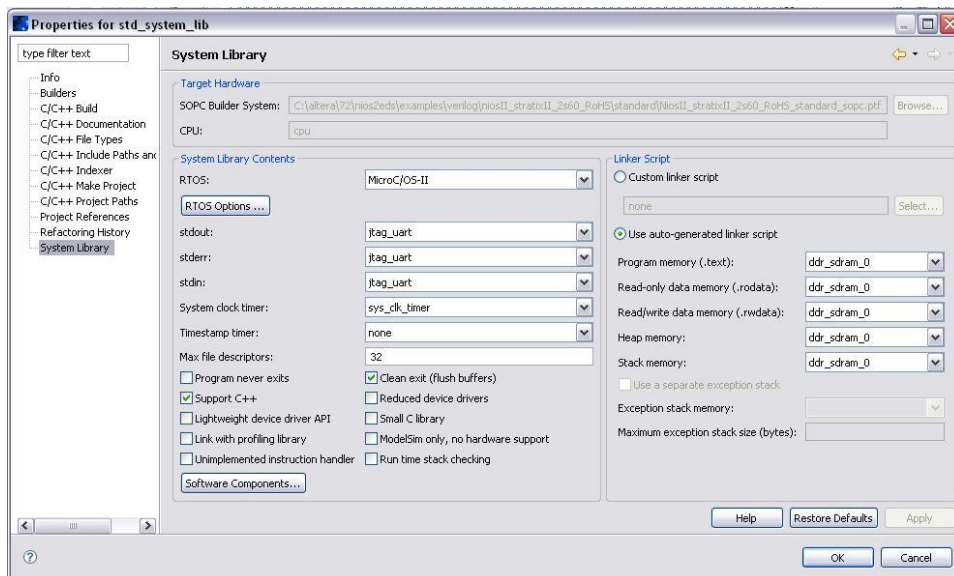 Properties for std_system_lib
type filter text
Info
Builders
C/C++ Build
C/C++ Documentation
C/C++ File Types
C/C++ Include Paths and
C/C++ Indexer
C/C++ Make Project
C/C++ Project Paths
Project References
Refactoring History
System Library
System Library
Target Hardware
SOPC Builder System: C:\altera\72\nios2eds\examples\verilog\niosII_stratixII_2s60_RoHS\standard\NiosII_stratixII_2s60_RoHS_standard_sopc.ptf Browse...
CPU: cpu
System Library Contents
RTOS: MicroC/OS-II
RTOS Options ...
stdout: jtag_uart
stderr: jtag_uart
stdin: jtag_uart
System clock timer: sys_clk_timer
Timestamp timer: none
Max file descriptors: 32
Program never exits Clean exit (flush buffers)
Support C++ Reduced device drivers
Lightweight device driver API Small C library
Link with profiling library ModelSim only, no hardware support
Unimplemented instruction handler Run time stack checking
Software Components...
Linker Script
Custom linker script
none Select...
Use auto-generated linker script
Program memory (.text): ddr_sdram_0
Read-only data memory (.rodata): ddr_sdram_0
Read/write data memory (.rwdata): ddr_sdram_0
Heap memory: ddr_sdram_0
Stack memory: ddr_sdram_0
Use a separate exception stack
Exception stack memory:
Maximum exception stack size (bytes):
Help Restore Defaults Apply
OK Cancel